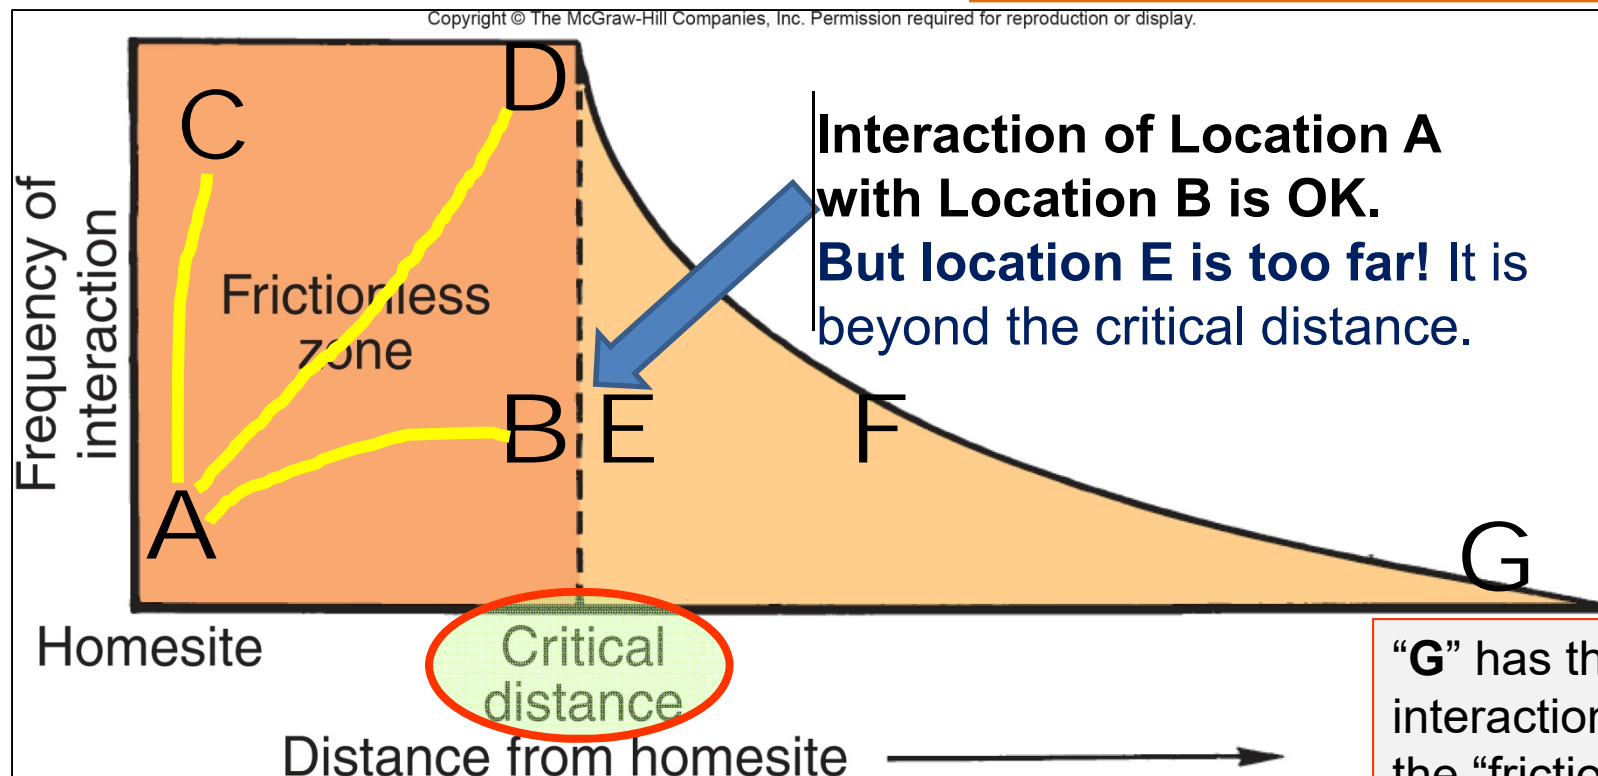 Copyright © The McGraw-Hill Companies, Inc. Permission required for reproduction or display.
D
C
Interaction of Location A
with Location B is OK.
But location E is too far! It is
beyond the critical distance.
Frequency of
interaction
Frictionless
zone
B E F
A
G
Homesite
Critical
distance
Distance from homesite
“G” has
interaction
the